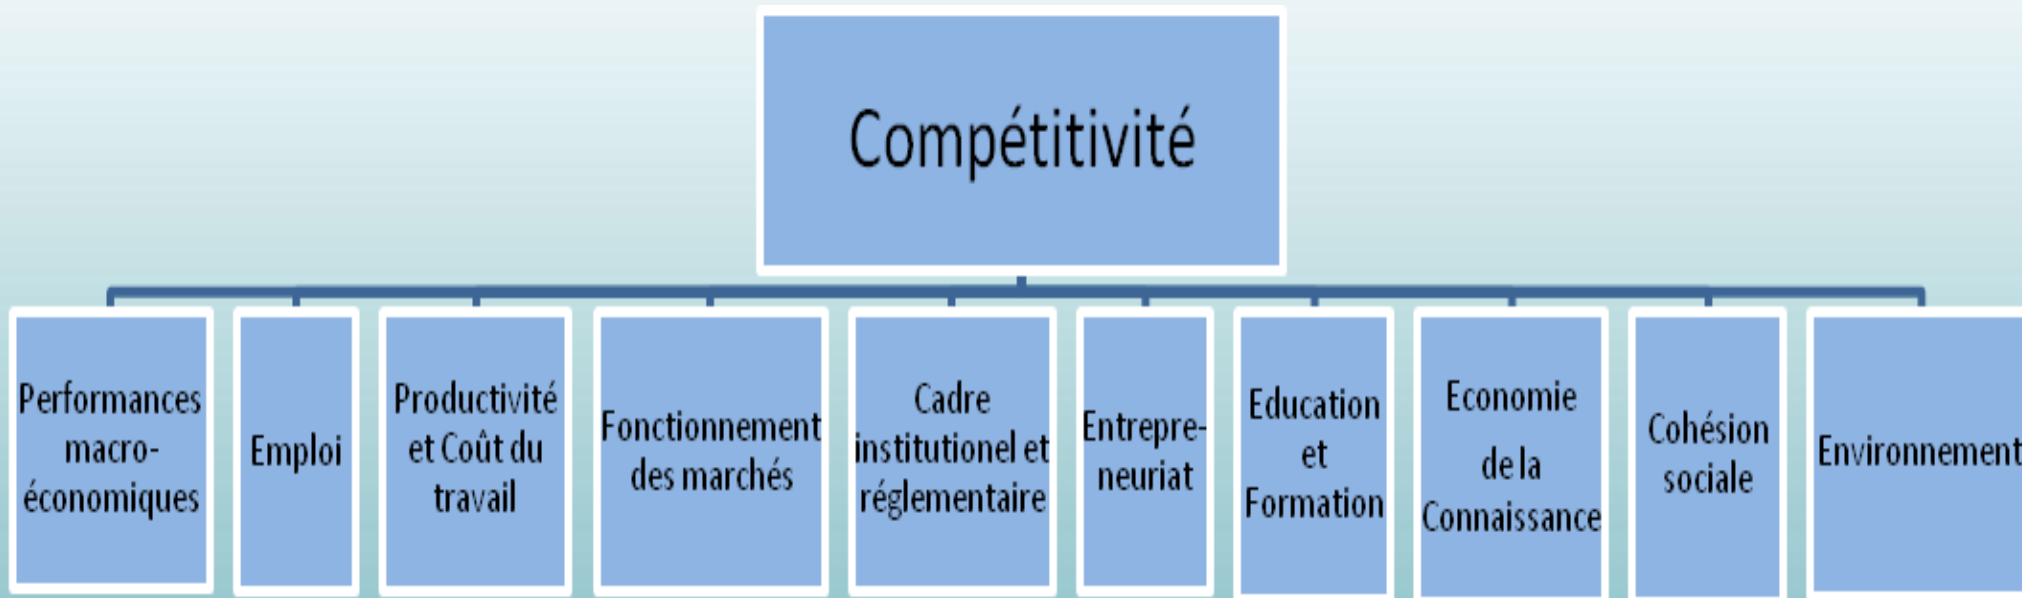 Compétitivité
Performances
macro-
économiques
Emploi
Productivité
et Coût du
travail
Fonctionnement
des marchés
Cadre
institutionel et
réglementaire
Entrepre-
neuriat
Education
et
Formation
Economie
de la
Connaissance
Cohésion
sociale
Environnement